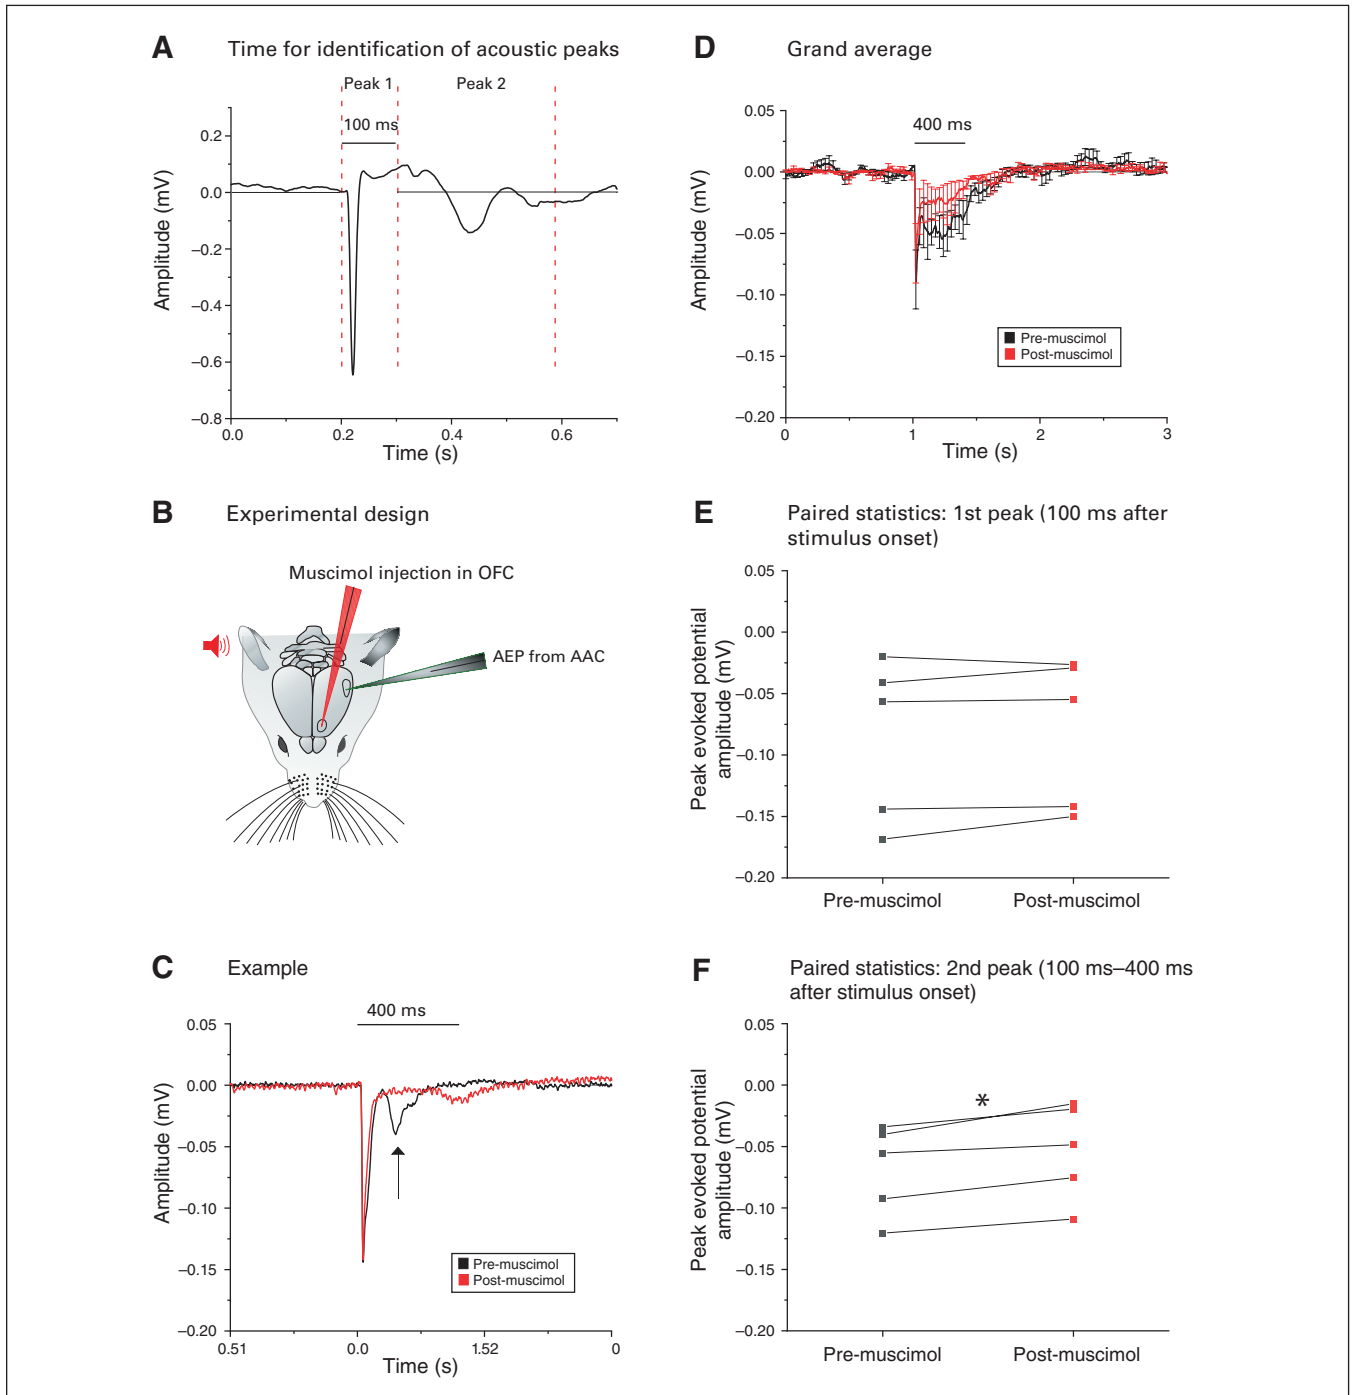 A Time for identification of acoustic peaks
Peak 1 Peak 2
100 ms
0.2
0.0
–0.2
–0.4
–0.6
–0.8
Amplitude (mV)
0.0 0.2 0.4 0.6
Time (s)
B Experimental design
Muscimol injection in OFC
AEP from AAC
C Example
400 ms
0.05
0.00
–0.05
–0.10
–0.15
–0.20
Amplitude (mV)
Pre-muscimol
Post-muscimol
0.51 0.0 1.52 0
Time (s)
D Grand average
400 ms
0.05
0.00
–0.05
–0.10
–0.15
–0.20
Amplitude (mV)
Pre-muscimol
Post-muscimol
0 1 2 3
Time (s)
E Paired statistics: 1st peak (100 ms after
stimulus onset)
0.05
0.00
–0.05
–0.10
–0.15
–0.20
Peak evoked potential
amplitude (mV)
Pre-muscimol Post-muscimol
F Paired statistics: 2nd peak (100 ms–400 ms
after stimulus onset)
0.05
0.00
–0.05
–0.10
–0.15
–0.20
Peak evoked potential
amplitude (mV)
*
Pre-muscimol Post-muscimol